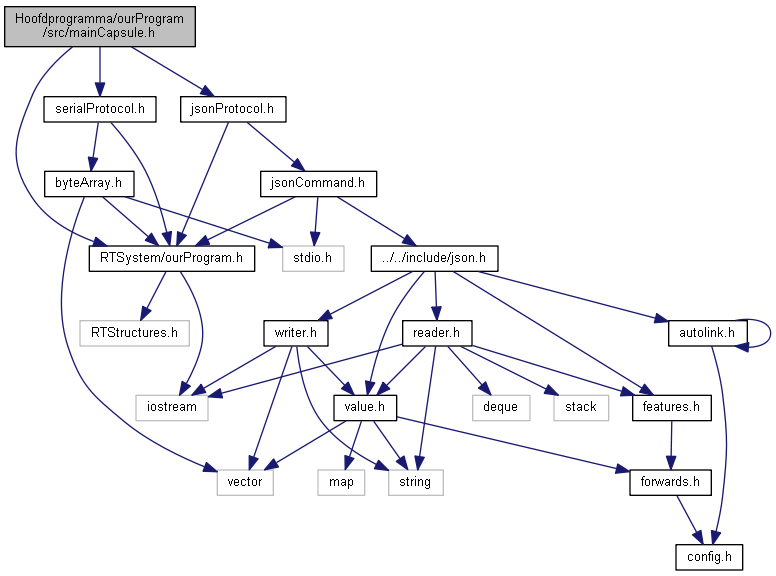 Hoofdprogramma/ourProgram
/src/mainCapsule.h
serialProtocol.h
jsonProtocol.h
byteArray.h
jsonCommand.h
RTSystem/ourProgram.h
stdio.h
../../include/json.h
RTStructures.h
writer.h
reader.h
autolink.h
iostream
value.h
deque
stack
features.h
vector
map
string
forwards.h
config.h